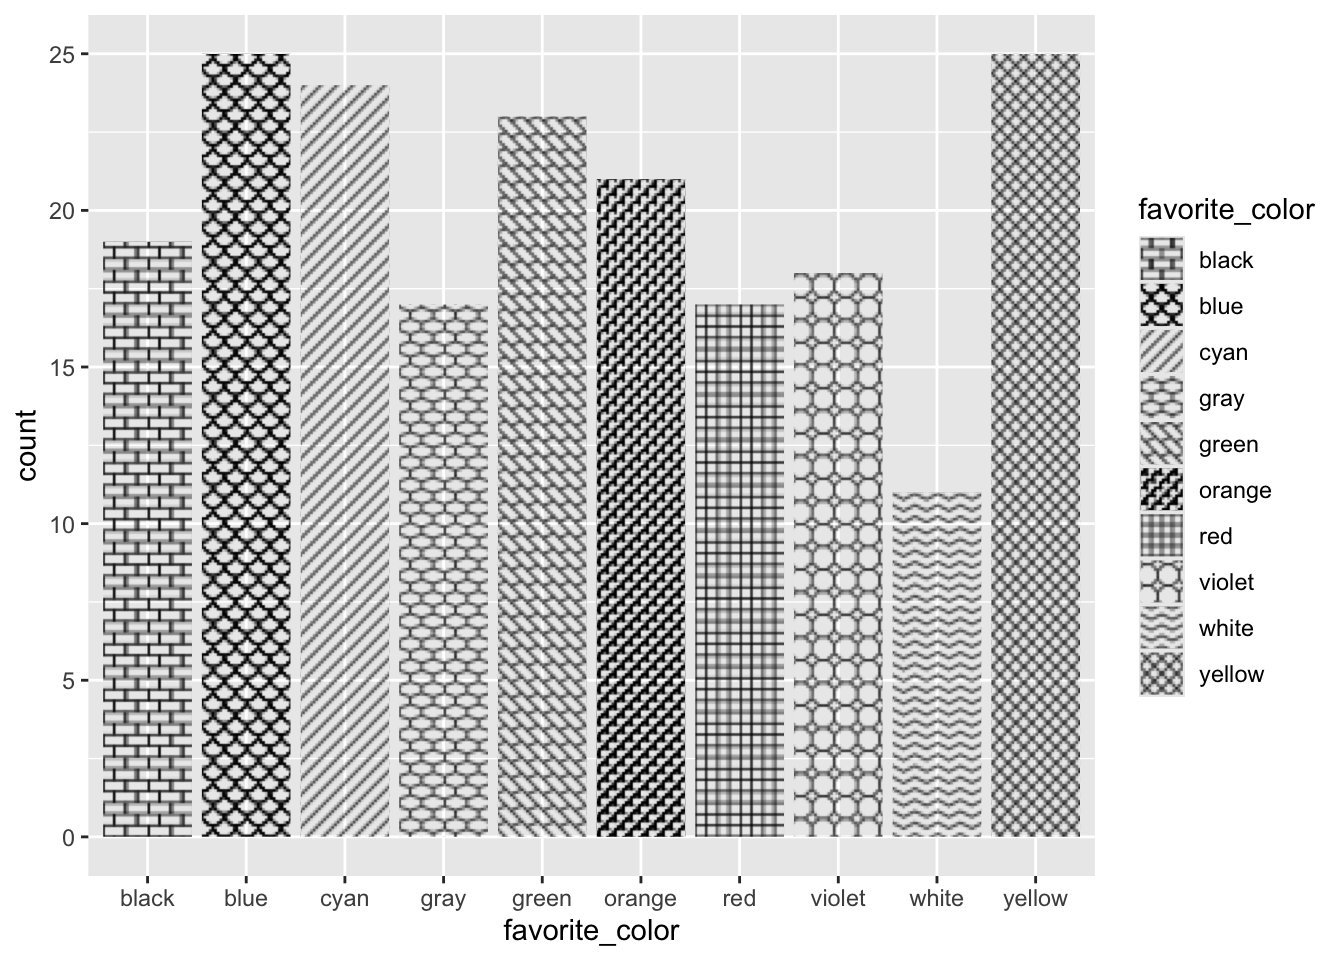 25
20
15
10
5
0
count
black blue cyan gray green orange red violet white yellow
favorite_color
favorite_color
black
blue
cyan
gray
green
orange
red
violet
white
yellow